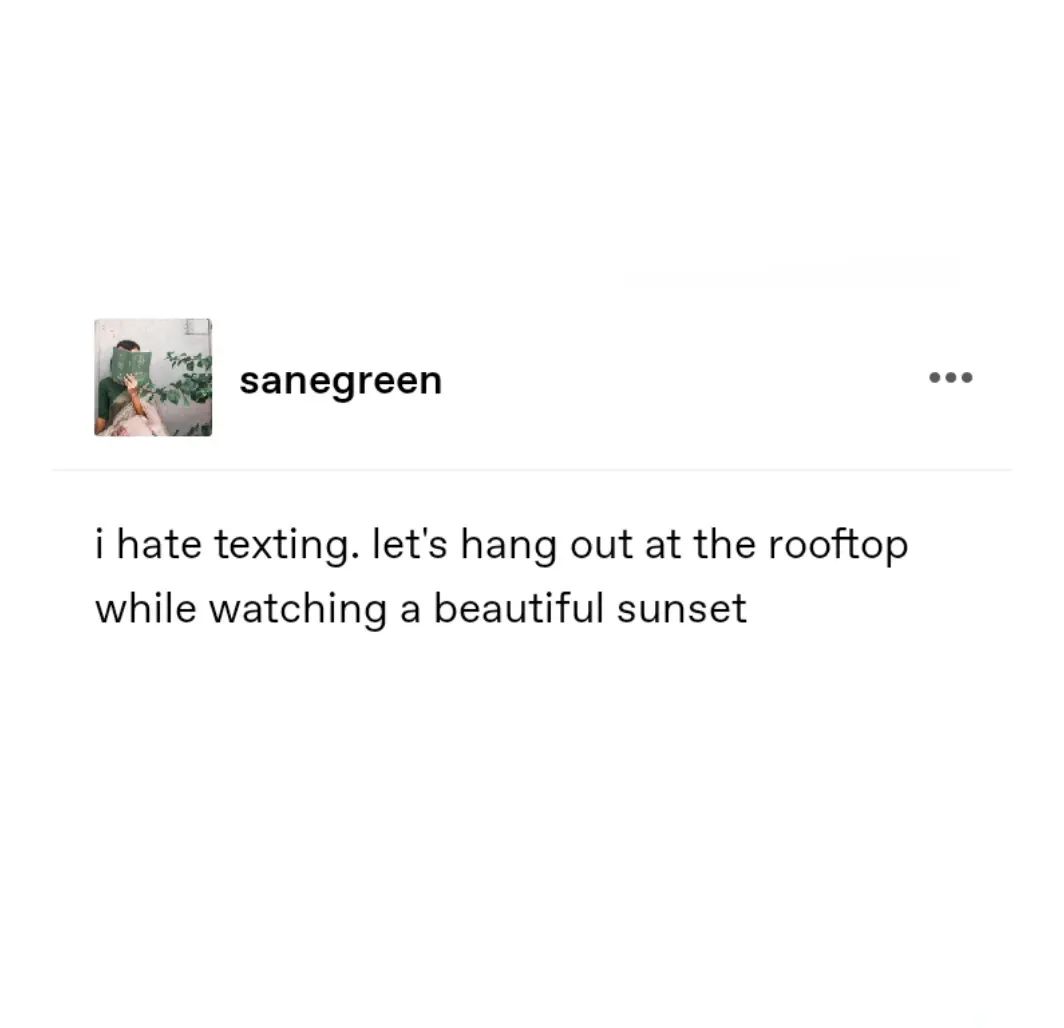 sanegreen
i hate texting. let's hang out at the rooftop
while watching a beautiful sunset